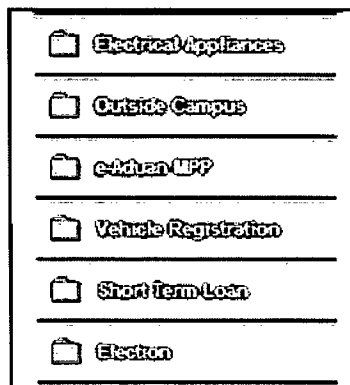 Electrical Appliances
Outside Campus
e-Aduan MPP
Vehicle Registration
Short Term Loan
Election